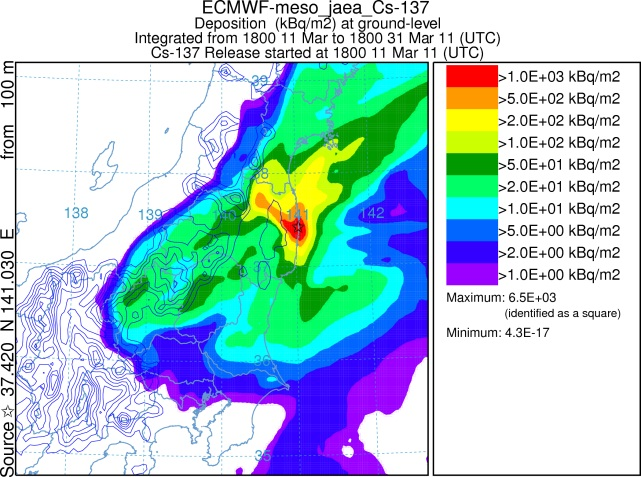 ECMWF-meso_jaea_Cs-137
Deposition (kBq/m2) at ground-level
Integrated from 1800 11 Mar to 1800 31 Mar 11 (UTC)
Cs-137 Release started at 1800 11 Mar 11 (UTC)
Source ☆ 37.420 N 141.030 E from 100 m
39
38
138
139
140
141
142
37
36
35
>1.0E+03 kBq/m2
>5.0E+02 kBq/m2
>2.0E+02 kBq/m2
>1.0E+02 kBq/m2
>5.0E+01 kBq/m2
>2.0E+01 kBq/m2
>1.0E+01 kBq/m2
>5.0E+00 kBq/m2
>2.0E+00 kBq/m2
>1.0E+00 kBq/m2
Maximum: 6.5E+03
(identified as a square)
Minimum: 4.3E-17